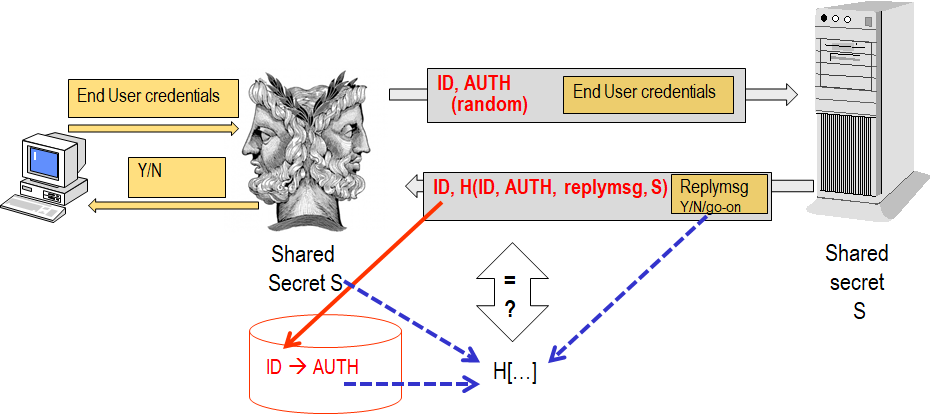 End User credentials
Y/N
ID, AUTH
(random)
End User credentials
ID, H(ID, AUTH, replymsg, S)
Replymsg
Y/N/go-on
Shared
Secret S
Shared
secret
S
=
?
ID → AUTH
H[…]